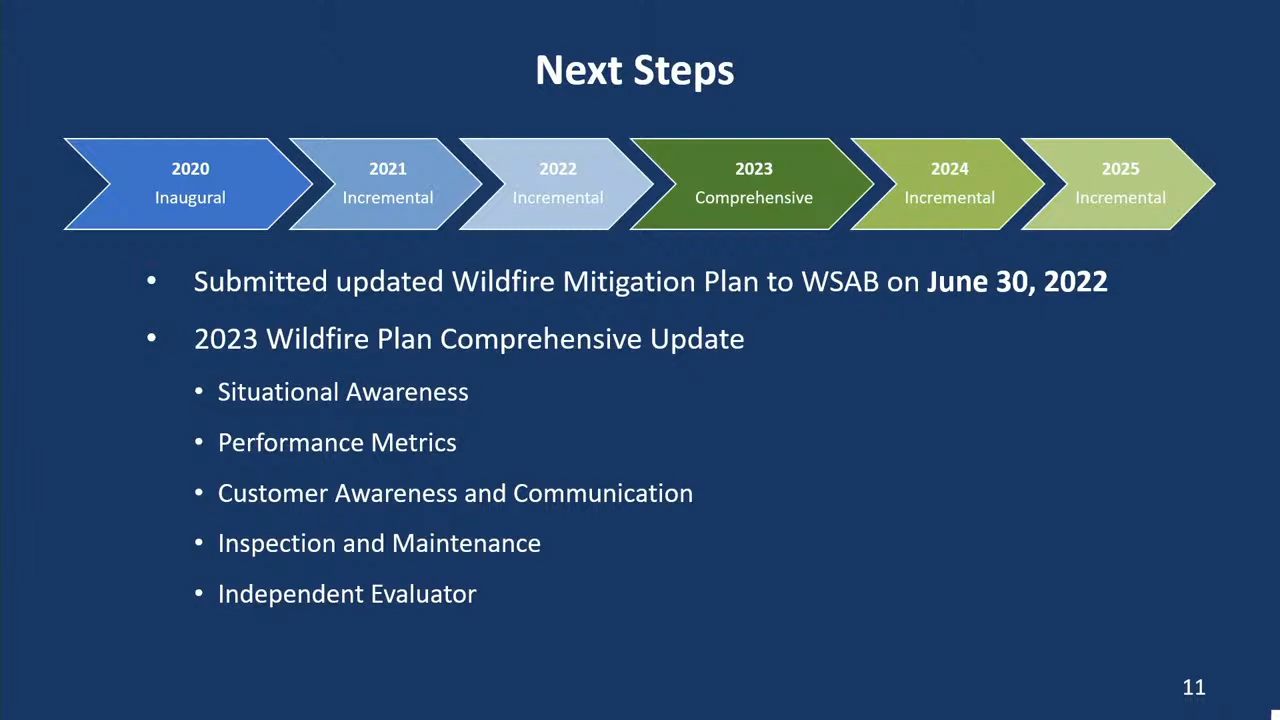 Next Steps
2020 2021 2022 2023 2024 2025
Inaugural Incremental Incremental Comprehensive Incremental Incremental
• Submitted updated Wildfire Mitigation Plan to WSAB on June 30, 2022
• 2023 Wildfire Plan Comprehensive Update
• Situational Awareness
• Performance Metrics
• Customer Awareness and Communication
• Inspection and Maintenance
• Independent Evaluator
11